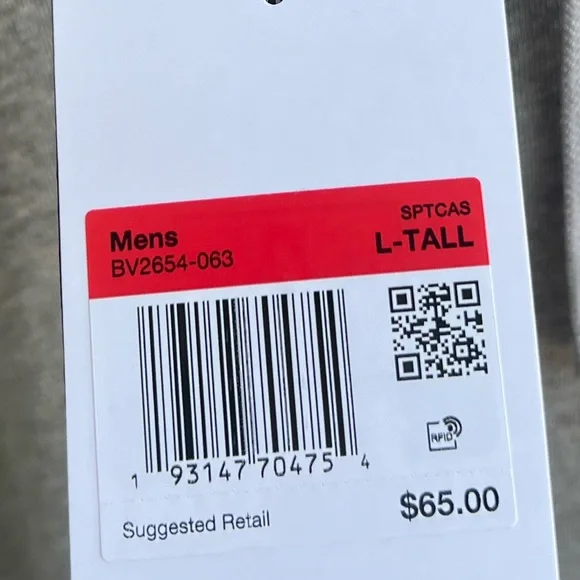 Mens
SPTCAS
BV2654-063
L-TALL
RFID
1 93147 70475 4
Suggested Retail
$65.00